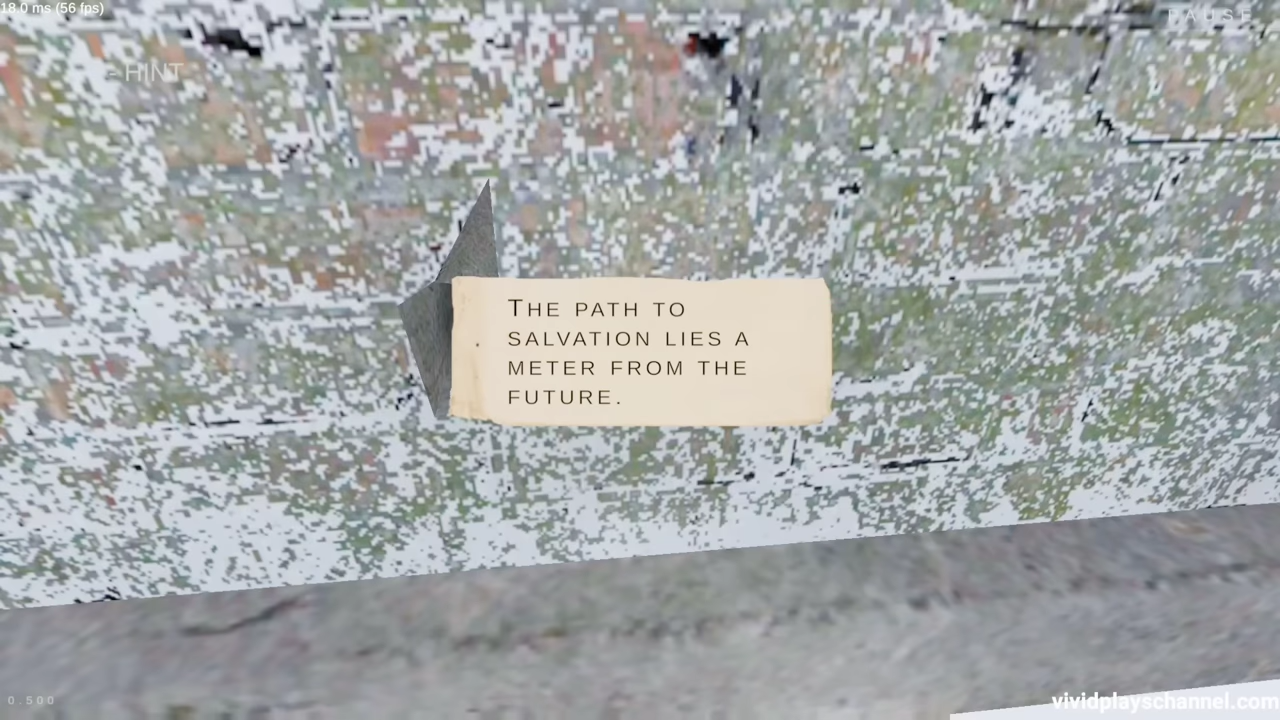 18.0 ms (56 fps)
PAUSE
HINT
THE PATH TO
SALVATION LIES A
METER FROM THE
FUTURE.
0.500
vividplayschannel.com